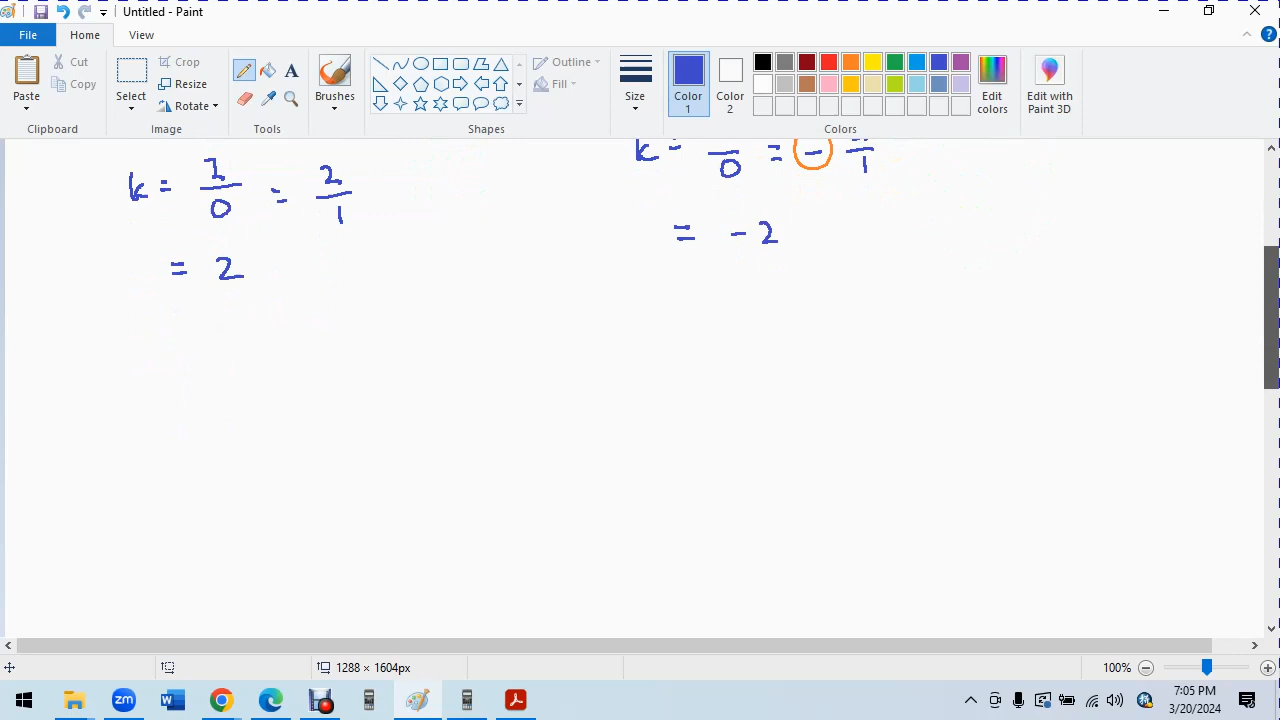 Untitled - Paint
File Home View
Paste
Cut
Copy
Clipboard
Select
Crop
Resize
Rotate
Image
A
Tools
Brushes
Outline
Fill
Shapes
Size
Color 1
Color 2
Edit colors
Colors
Edit with Paint 3D
k = I/0 = 2/1
= 2
k = /0 = - /1
= - 2
1288 × 1604px
100%
zm
7:05 PM
3/20/2024